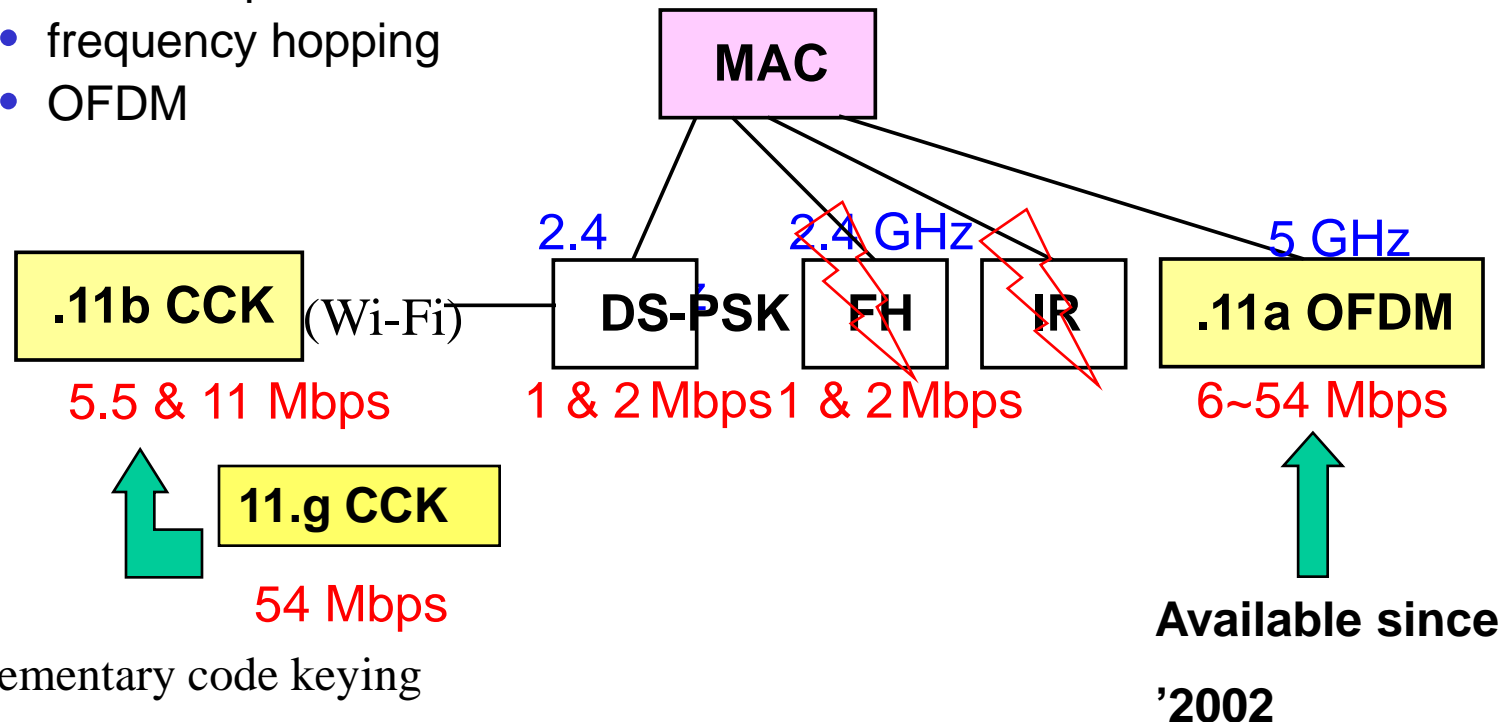 frequency hopping
OFDM
MAC
2.4
2.4 GHz
5 GHz
.11b CCK
(Wi-Fi)
DS-PSK
FH
IR
.11a OFDM
5.5 & 11 Mbps
1 & 2 Mbps
1 & 2 Mbps
6~54 Mbps
11.g CCK
54 Mbps
Available since
’2002
ementary code keying